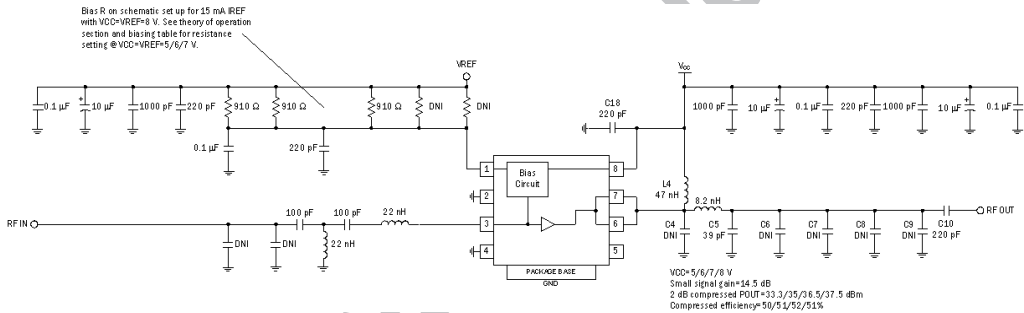 Bias R on schematic set up for 15 mA IREF
with VCC=VREF=8 V. See theory of operation
section and biasing table for resistance
setting @ VCC=VREF=5/6/7 V.
VREF
VCC
0.1 µF
10 µF
1000 pF
220 pF
910 Ω
910 Ω
910 Ω
DNI
DNI
C18
220 pF
1000 pF
10 µF
0.1 µF
220 pF
1000 pF
10 µF
0.1 µF
0.1 µF
220 pF
1
Bias
Circuit
8
L4
47 nH
2
7
8.2 nH
RF IN
100 pF
100 pF
22 nH
3
6
RF OUT
DNI
DNI
22 nH
4
5
C4
DNI
C5
39 pF
C6
DNI
C7
DNI
C8
DNI
C9
DNI
C10
220 pF
PACKAGE BASE
GND
VCC=5/6/7/8 V
Small signal gain=14.5 dB
2 dB compressed POUT=33.3/35/36.5/37.5 dBm
Compressed efficiency=50/51/52/51%